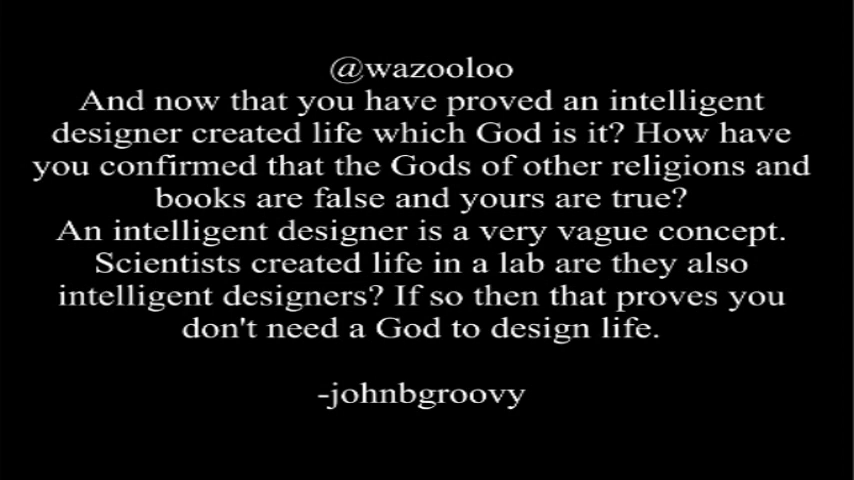 @wazooloo
And now that you have proved an intelligent
designer created life which God is it? How have
you confirmed that the Gods of other religions and
books are false and yours are true?
An intelligent designer is a very vague concept.
Scientists created life in a lab are they also
intelligent designers? If so then that proves you
don't need a God to design life.
-johnbgroovy